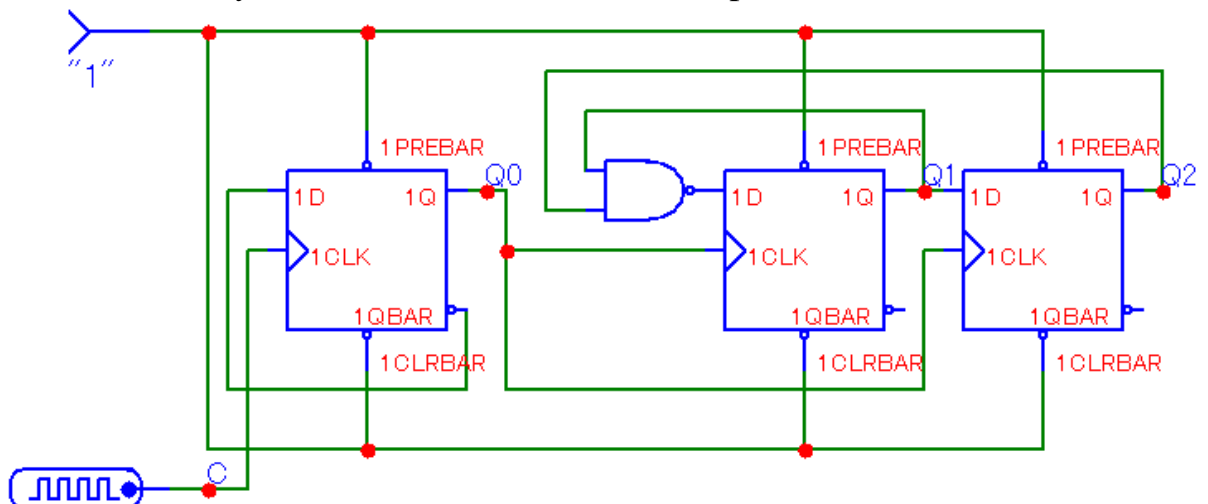 "1"
1PREBAR 1PREBAR 1PREBAR
Q0 Q1 Q2
1D 1Q 1D 1Q 1D 1Q
1CLK 1CLK 1CLK
1QBAR 1QBAR 1QBAR
1CLRBAR 1CLRBAR 1CLRBAR
C